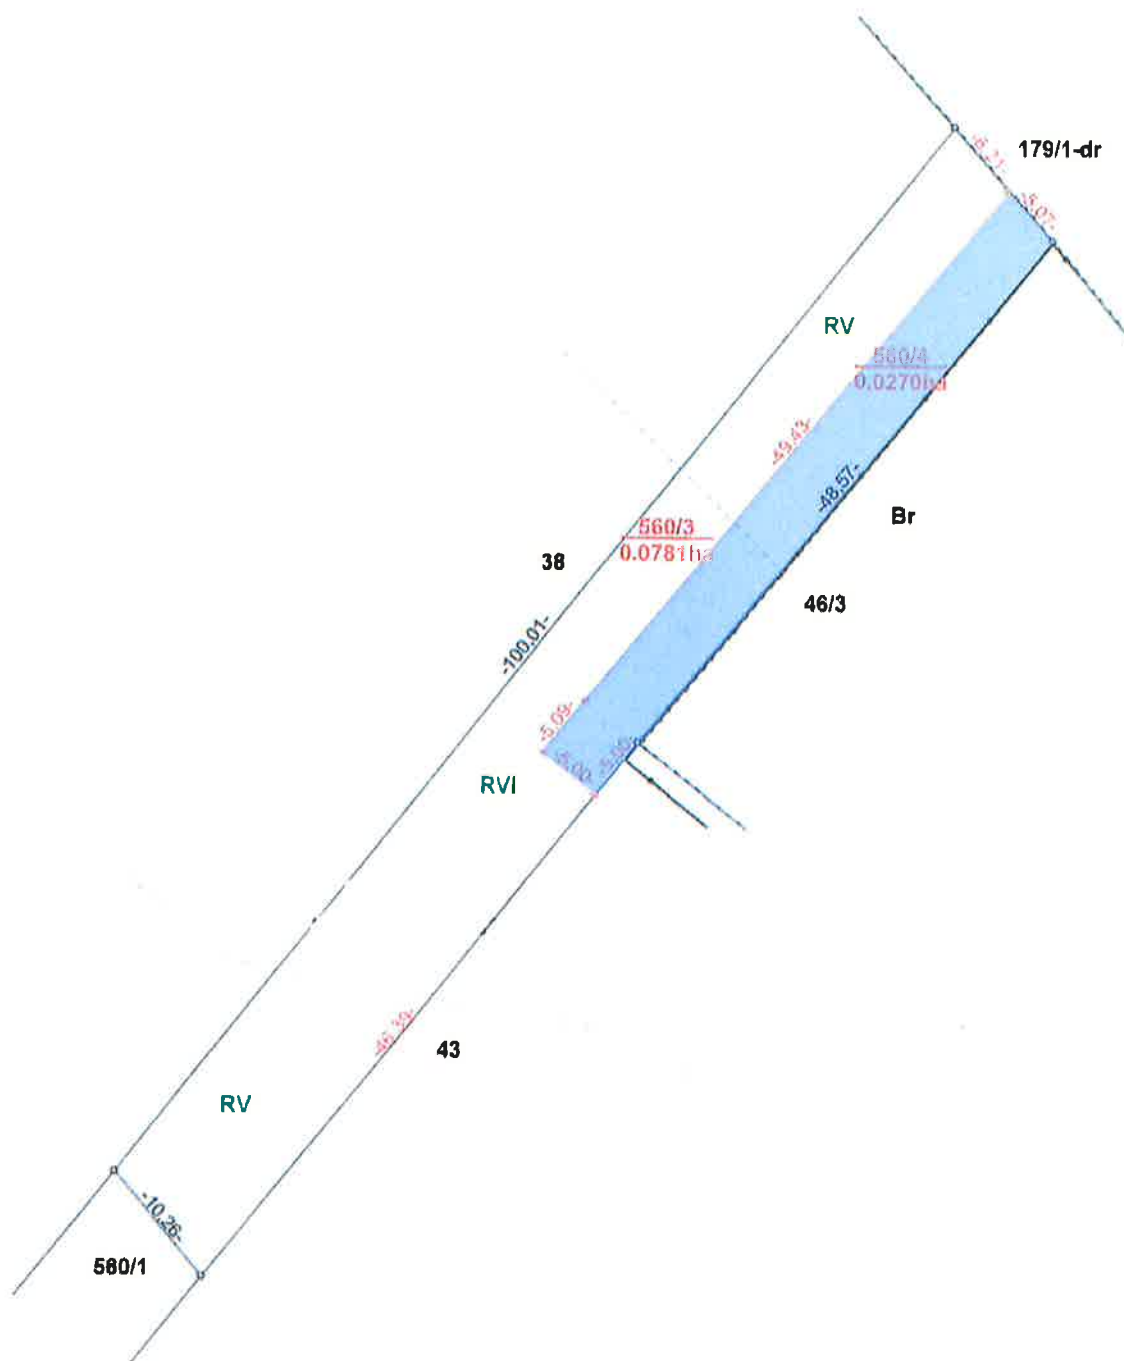 -6,21-
179/1-dr
-5,07-
RV
560/4
0.0270ha
-49,43-
-48,57-
Br
560/3
0.0781ha
38
46/3
-100,01-
-5,09-
-5,00-
-5,00-
RVI
-46,39-
43
RV
-10,26-
560/1